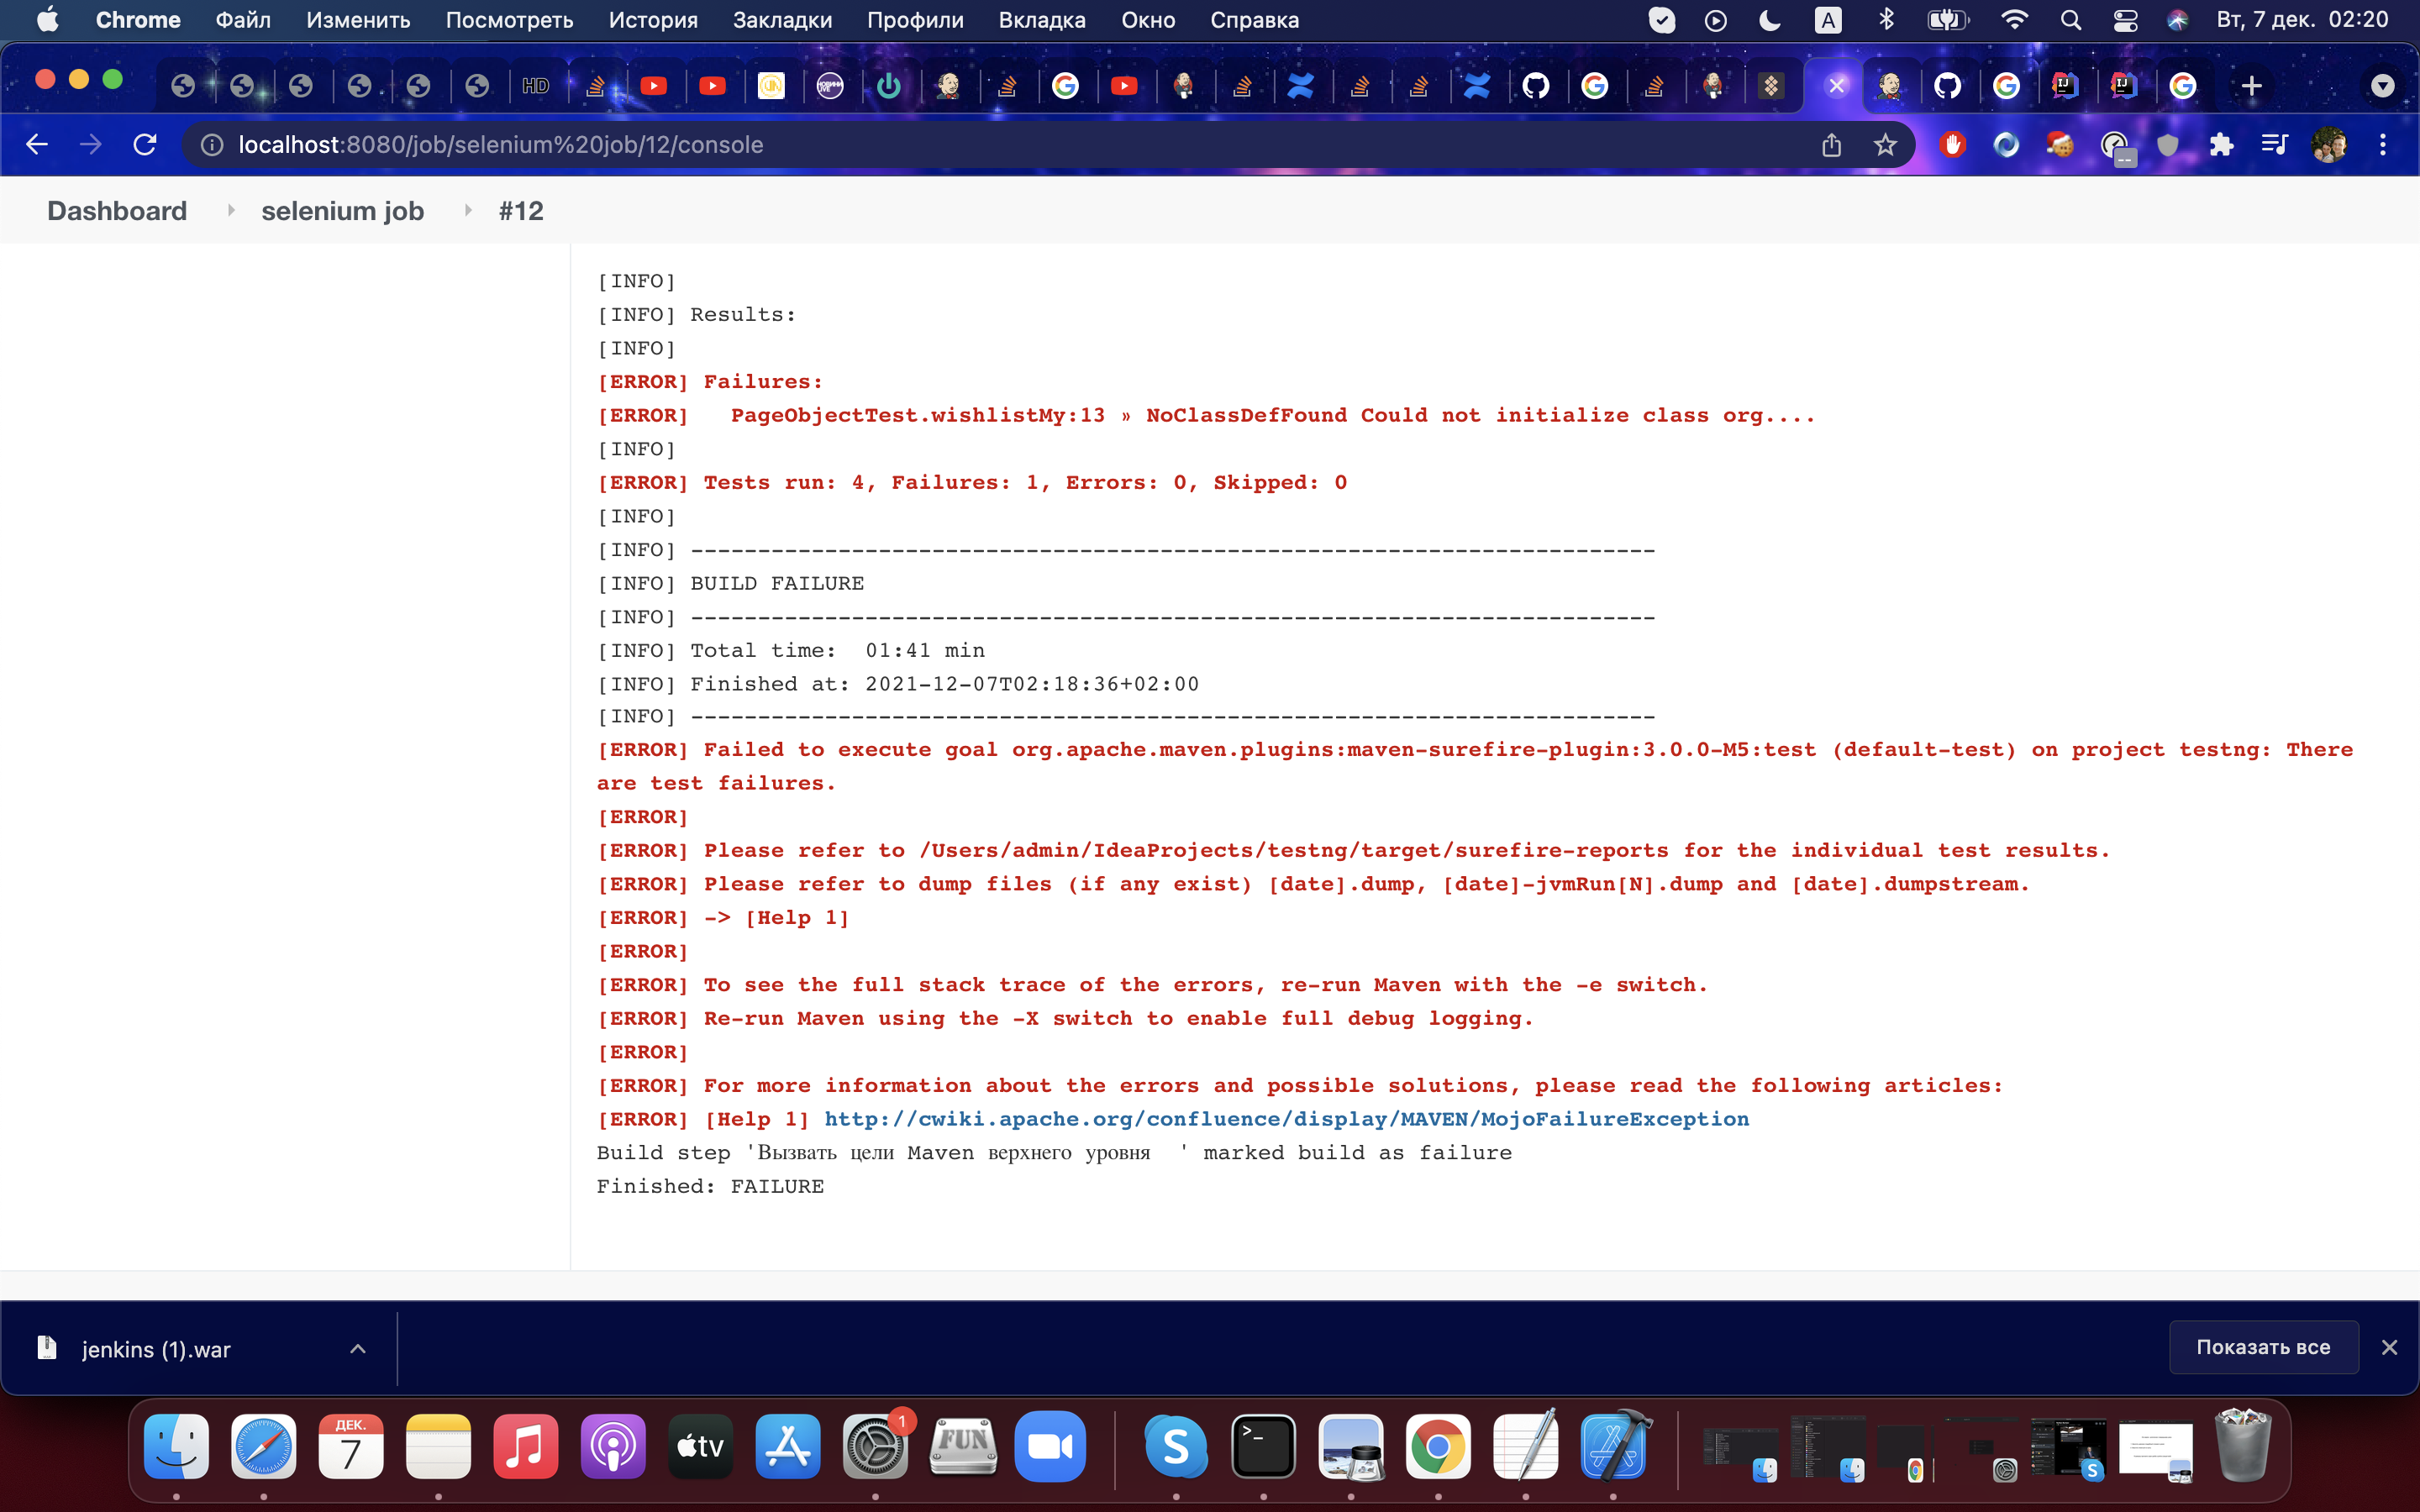 Chrome Файл Изменить Посмотреть История Закладки Профили Вкладка Окно Справка A Вт, 7 дек. 02:20
HD
localhost:8080/job/selenium%20job/12/console
Dashboard selenium job #12
[INFO]
[INFO] Results:
[INFO]
[ERROR] Failures:
[ERROR]   PageObjectTest.wishlistMy:13 » NoClassDefFound Could not initialize class org....
[INFO]
[ERROR] Tests run: 4, Failures: 1, Errors: 0, Skipped: 0
[INFO]
[INFO] ------------------------------------------------------------------------
[INFO] BUILD FAILURE
[INFO] ------------------------------------------------------------------------
[INFO] Total time:  01:41 min
[INFO] Finished at: 2021-12-07T02:18:36+02:00
[INFO] ------------------------------------------------------------------------
[ERROR] Failed to execute goal org.apache.maven.plugins:maven-surefire-plugin:3.0.0-M5:test (default-test) on project testng: There
are test failures.
[ERROR]
[ERROR] Please refer to /Users/admin/IdeaProjects/testng/target/surefire-reports for the individual test results.
[ERROR] Please refer to dump files (if any exist) [date].dump, [date]-jvmRun[N].dump and [date].dumpstream.
[ERROR] -> [Help 1]
[ERROR]
[ERROR] To see the full stack trace of the errors, re-run Maven with the -e switch.
[ERROR] Re-run Maven using the -X switch to enable full debug logging.
[ERROR]
[ERROR] For more information about the errors and possible solutions, please read the following articles:
[ERROR] [Help 1] http://cwiki.apache.org/confluence/display/MAVEN/MojoFailureException
Build step 'Вызвать цели Maven верхнего уровня ' marked build as failure
Finished: FAILURE
jenkins (1).war
Показать все
ДЕК.
7
tv
1
FUN
S
>_